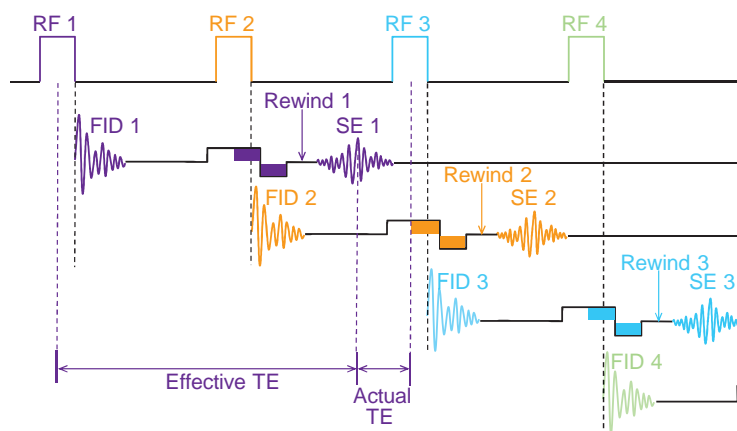 RF 1
RF 2
RF 3
RF 4
Rewind 1
FID 1
SE 1
Rewind 2
FID 2
SE 2
Rewind 3
FID 3
SE 3
FID 4
Effective TE
Actual
TE